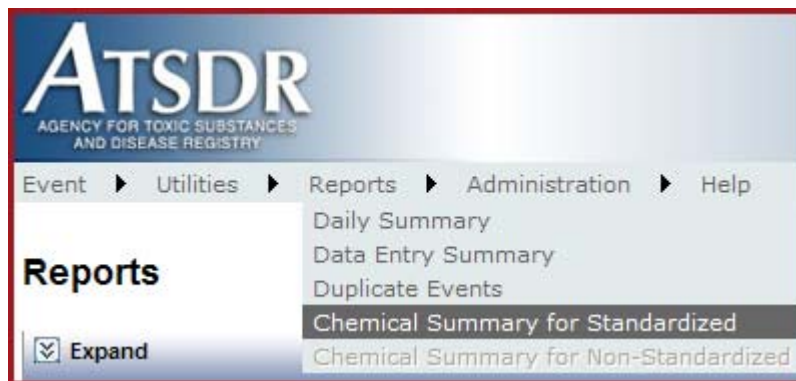 ATSDR
AGENCY FOR TOXIC SUBSTANCES
AND DISEASE REGISTRY
Event Utilities Reports Administration Help
Daily Summary
Data Entry Summary
Duplicate Events
Chemical Summary for Standardized
Chemical Summary for Non-Standardized
Reports
Expand